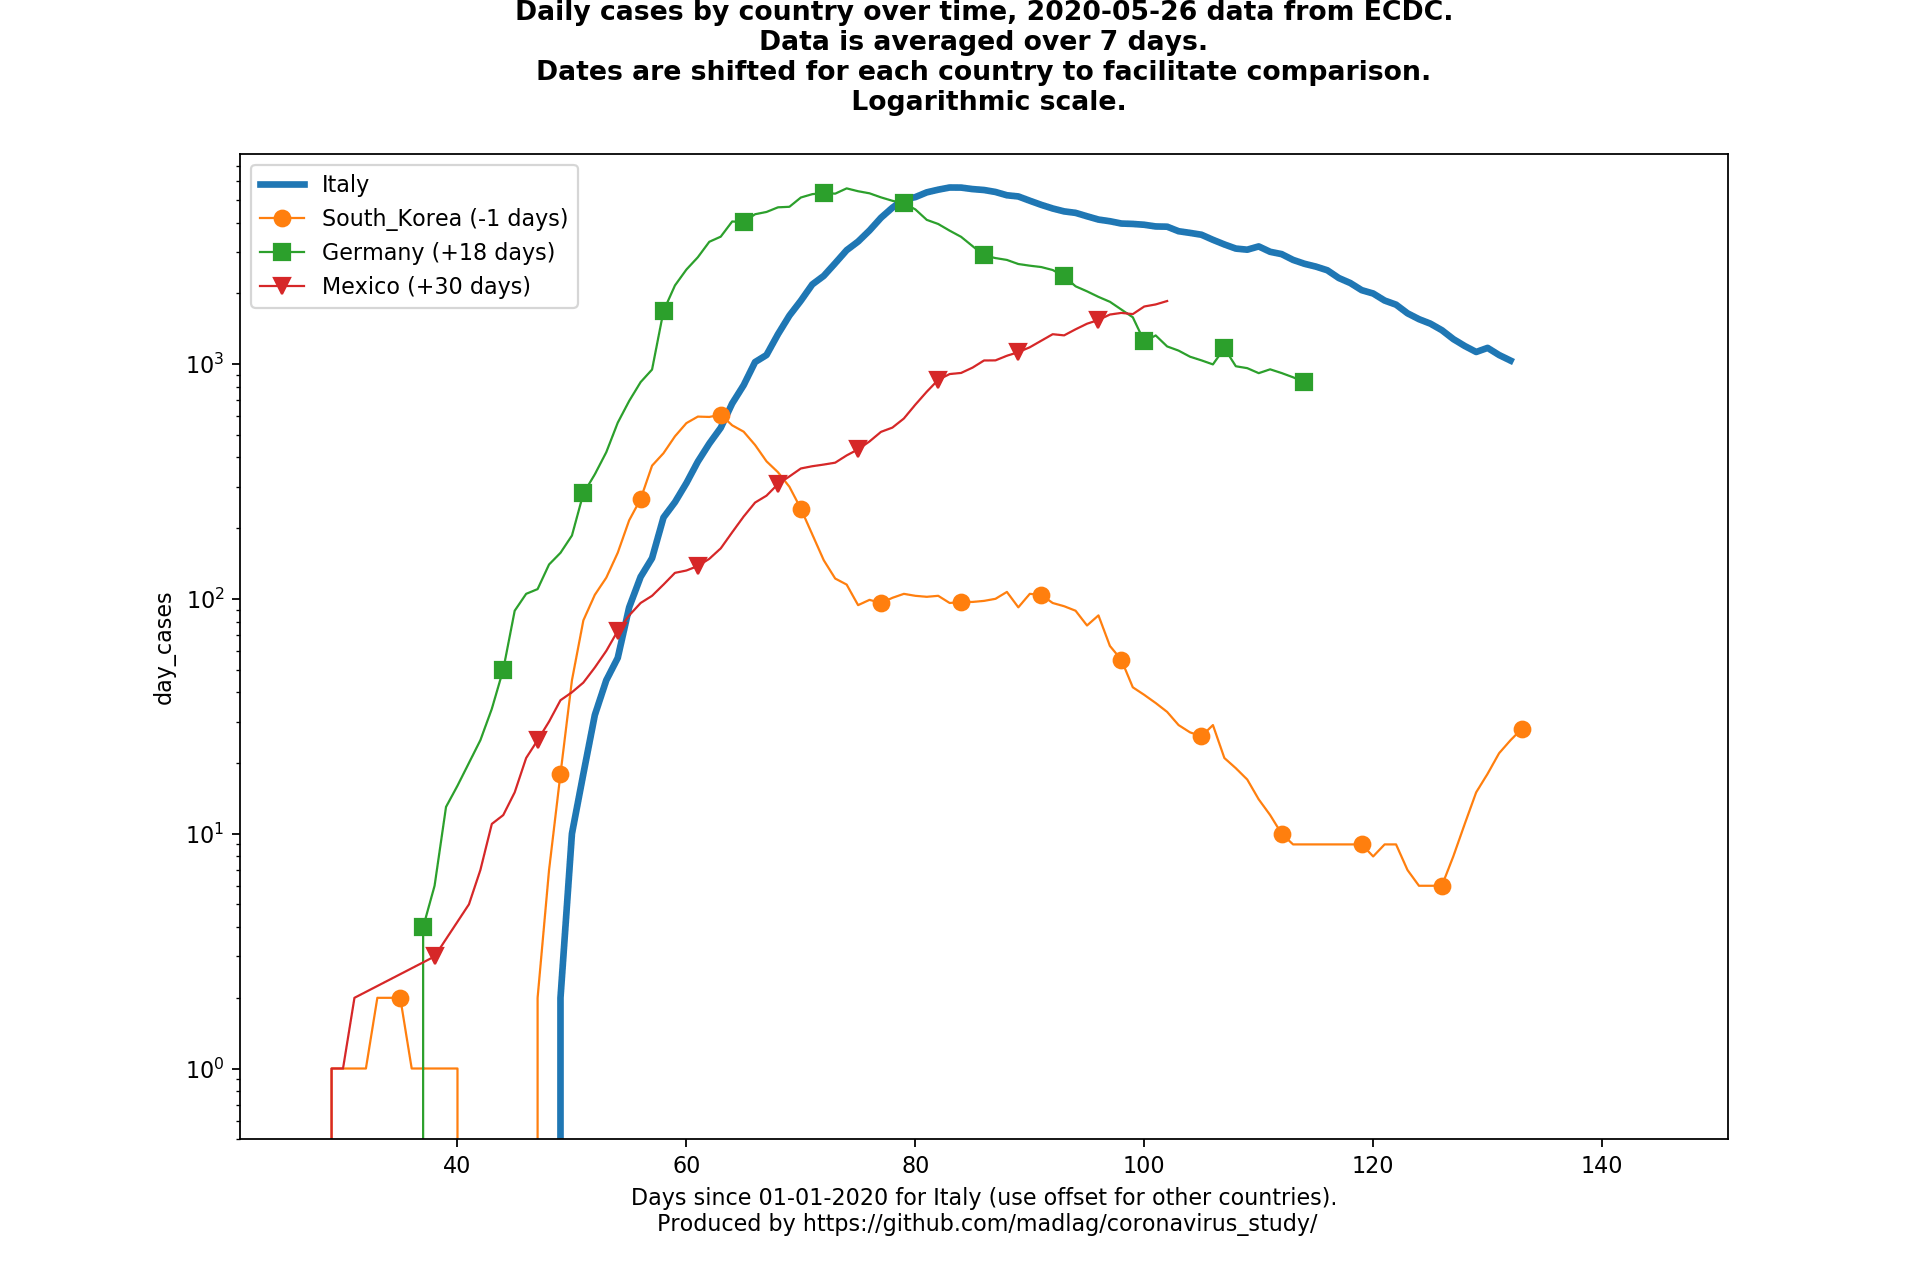 Daily cases by country over time, 2020-05-26 data from ECDC.
Data is averaged over 7 days.
Dates are shifted for each country to facilitate comparison.
Logarithmic scale.
Italy
South_Korea (-1 days)
Germany (+18 days)
Mexico (+30 days)
day_cases
10³
10²
10¹
10⁰
40 60 80 100 120 140
Days since 01-01-2020 for Italy (use offset for other countries).
Produced by https://github.com/madlag/coronavirus_study/